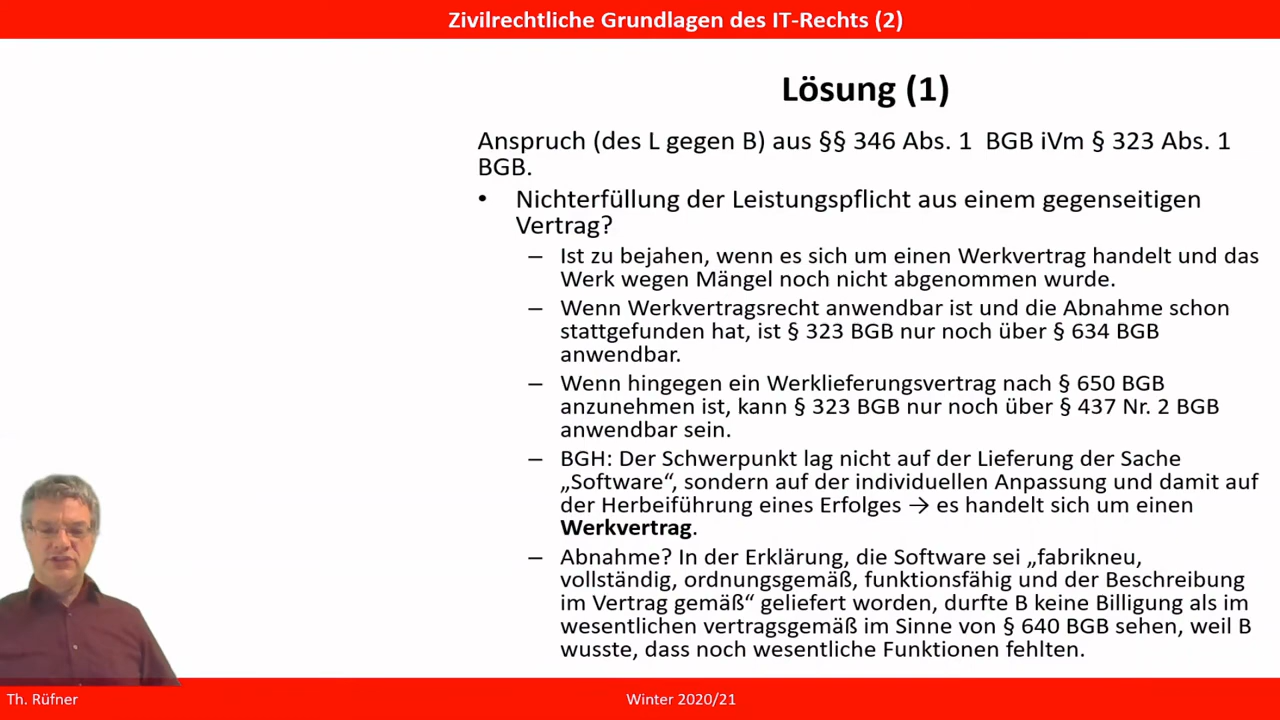 Zivilrechtliche Grundlagen des IT-Rechts (2)
Lösung (1)
Anspruch (des L gegen B) aus §§ 346 Abs. 1 BGB iVm § 323 Abs. 1
BGB.
• Nichterfüllung der Leistungspflicht aus einem gegenseitigen
Vertrag?
– Ist zu bejahen, wenn es sich um einen Werkvertrag handelt und das
Werk wegen Mängel noch nicht abgenommen wurde.
– Wenn Werkvertragsrecht anwendbar ist und die Abnahme schon
stattgefunden hat, ist § 323 BGB nur noch über § 634 BGB
anwendbar.
– Wenn hingegen ein Werklieferungsvertrag nach § 650 BGB
anzunehmen ist, kann § 323 BGB nur noch über § 437 Nr. 2 BGB
anwendbar sein.
– BGH: Der Schwerpunkt lag nicht auf der Lieferung der Sache
„Software“, sondern auf der individuellen Anpassung und damit auf
der Herbeiführung eines Erfolges → es handelt sich um einen
Werkvertrag.
– Abnahme? In der Erklärung, die Software sei „fabrikneu,
vollständig, ordnungsgemäß, funktionsfähig und der Beschreibung
im Vertrag gemäß“ geliefert worden, durfte B keine Billigung als im
wesentlichen vertragsgemäß im Sinne von § 640 BGB sehen, weil B
wusste, dass noch wesentliche Funktionen fehlten.
Th. Rüfner
Winter 2020/21